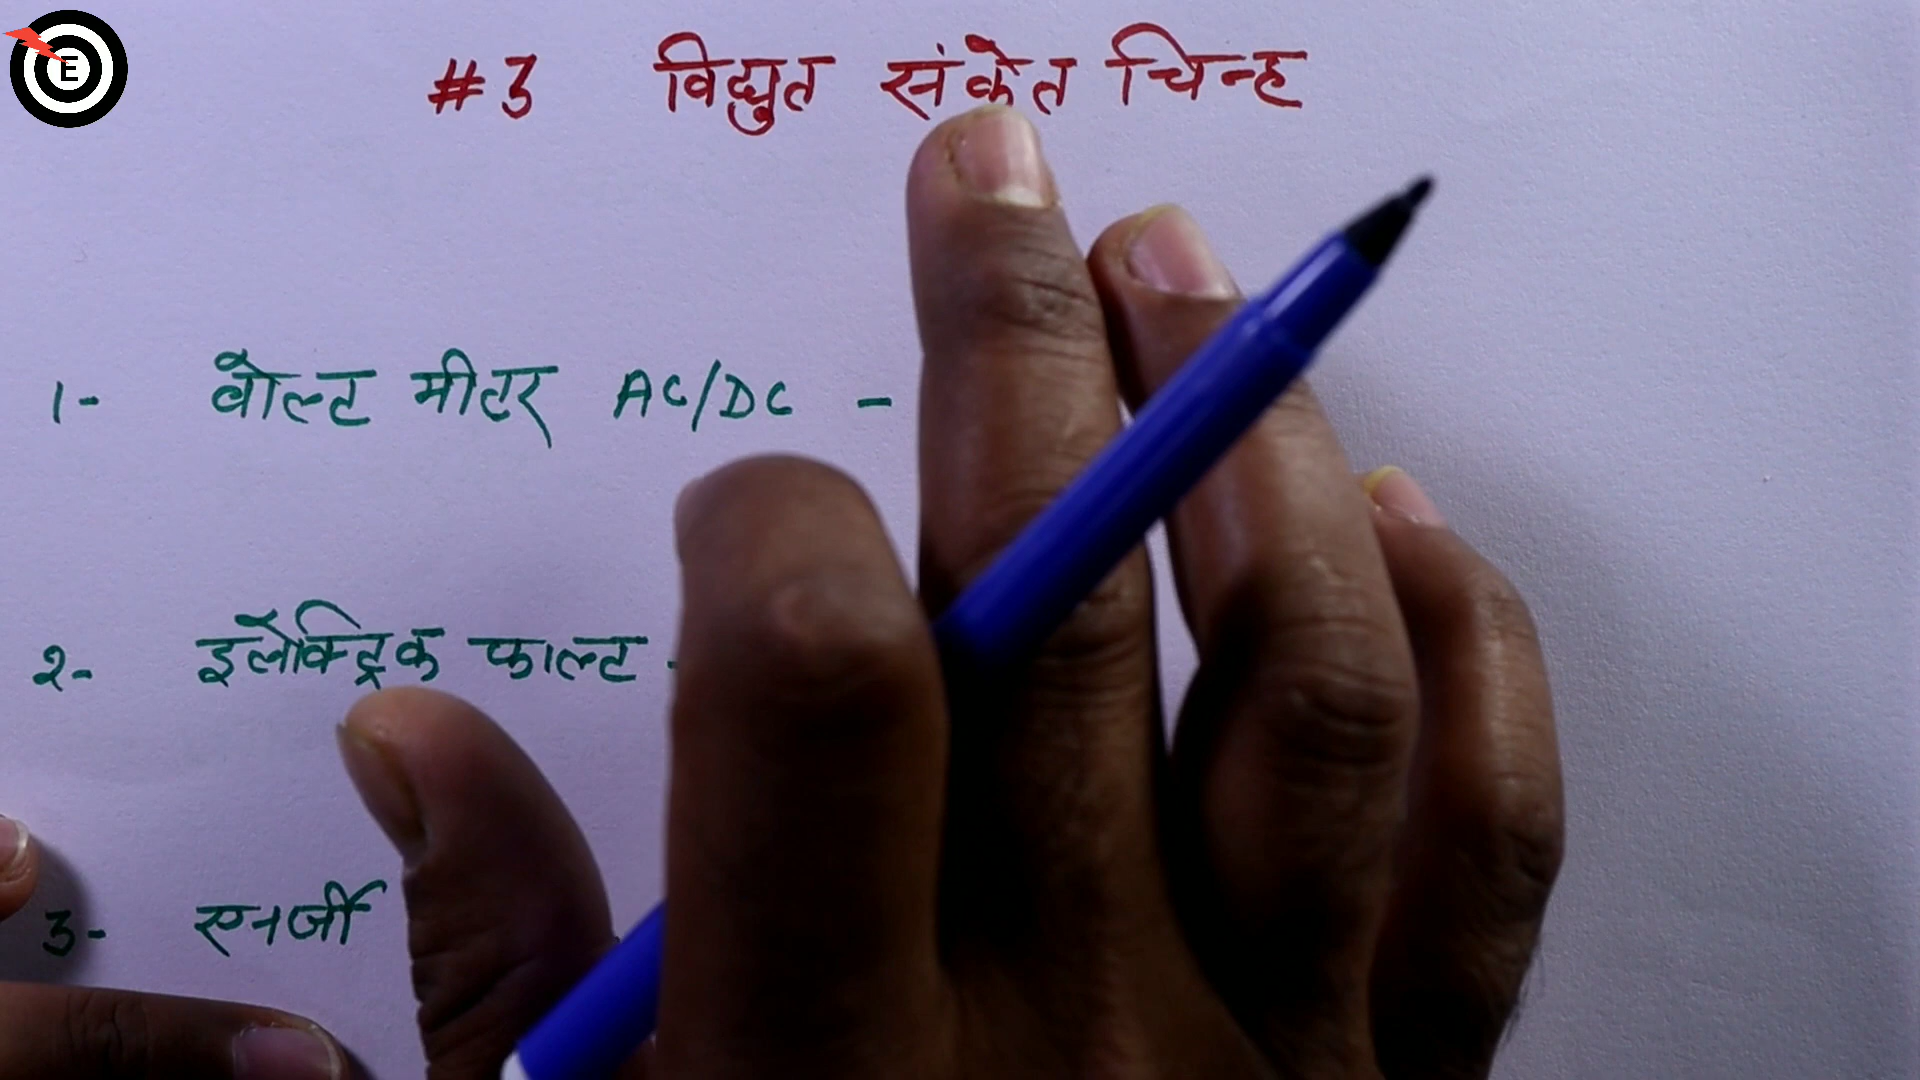 E
#3 विद्युत संकेत चिन्ह
1- वोल्ट मीटर AC/DC -
2- इलेक्ट्रिक फाल्ट -
3- एनर्जी